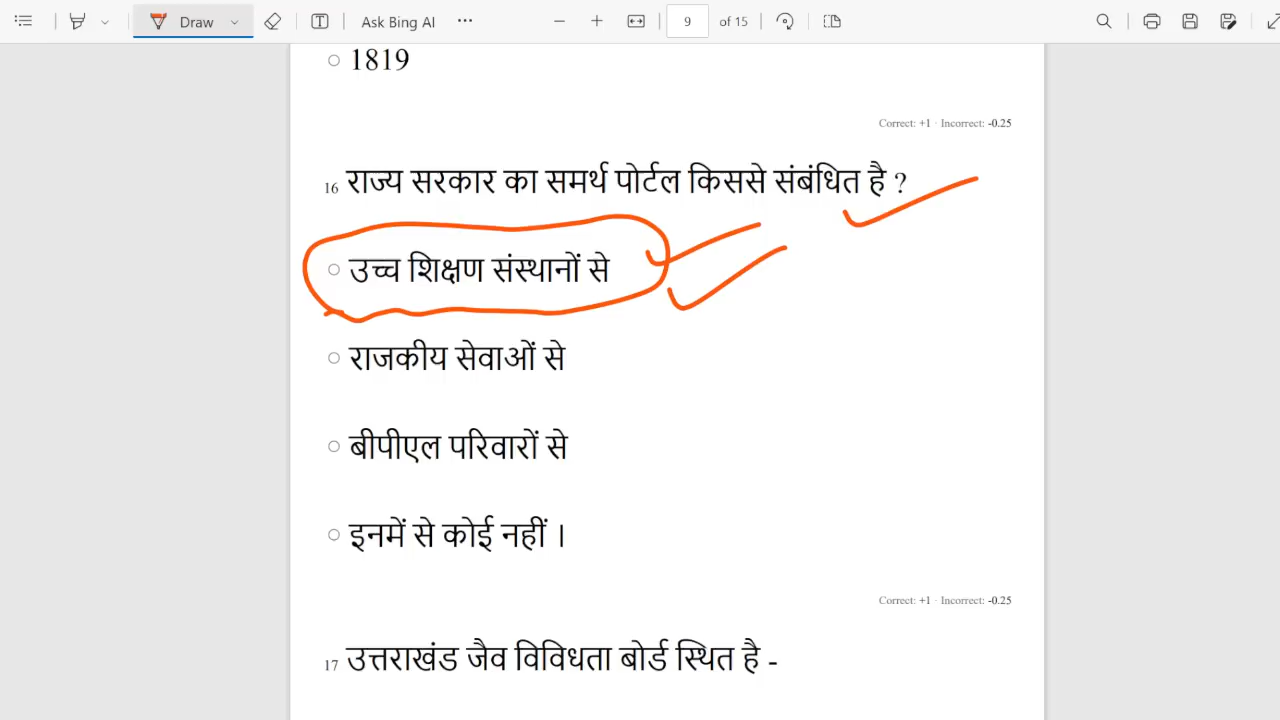 Draw
Ask Bing AI
9 of 15
1819
Correct: +1 · Incorrect: -0.25
16 राज्य सरकार का समर्थ पोर्टल किससे संबंधित है ?
उच्च शिक्षण संस्थानों से
राजकीय सेवाओं से
बीपीएल परिवारों से
इनमें से कोई नहीं ।
Correct: +1 · Incorrect: -0.25
17 उत्तराखंड जैव विविधता बोर्ड स्थित है -